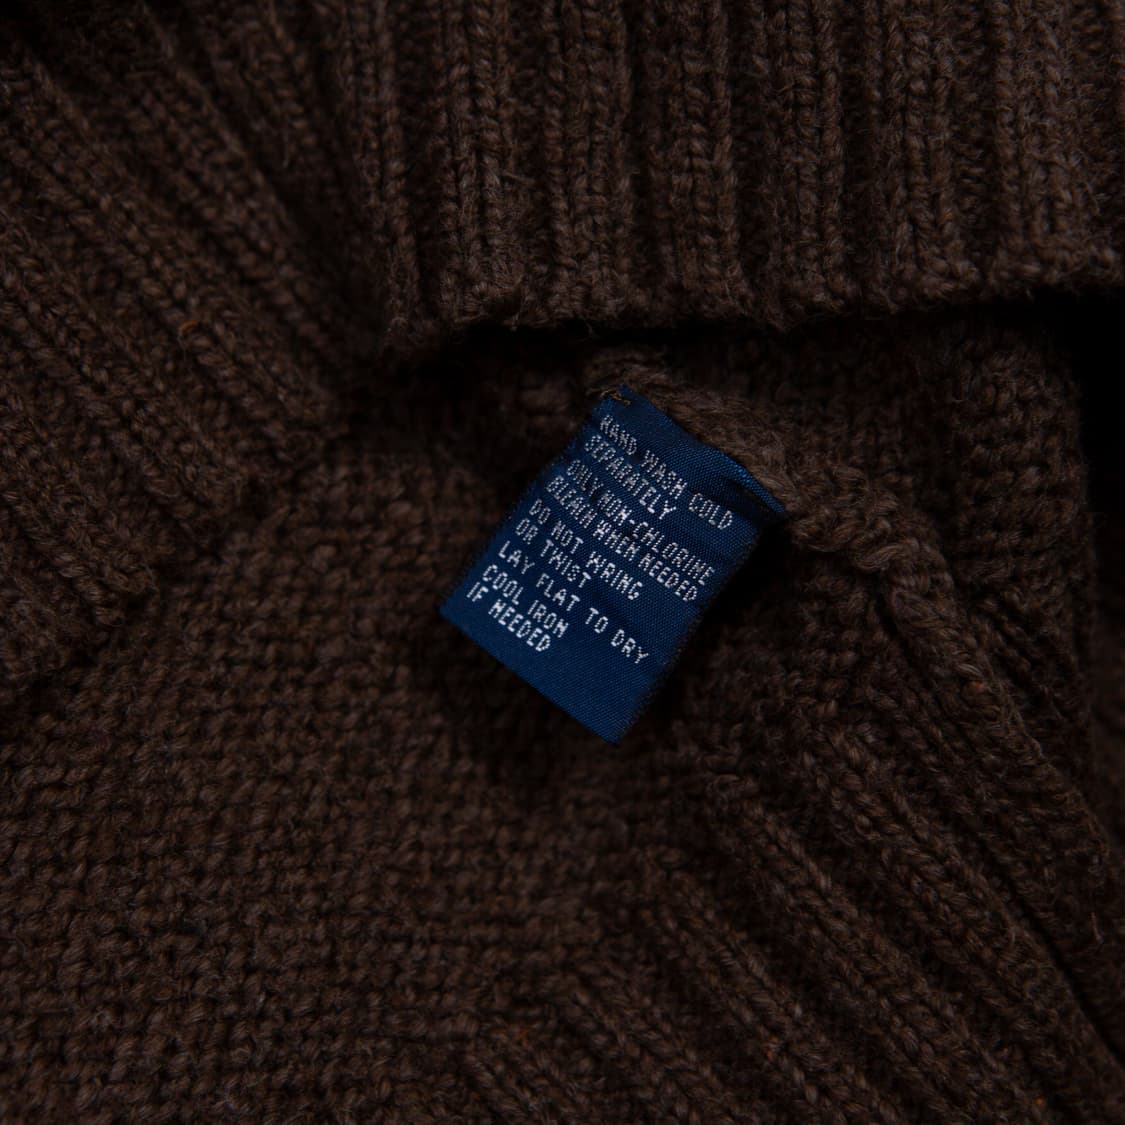 HAND WASH COLD
SEPARATELY
ONLY NON-CHLORINE
BLEACH WHEN NEEDED
DO NOT WRING
OR TWIST
LAY FLAT TO DRY
COOL IRON
IF NEEDED